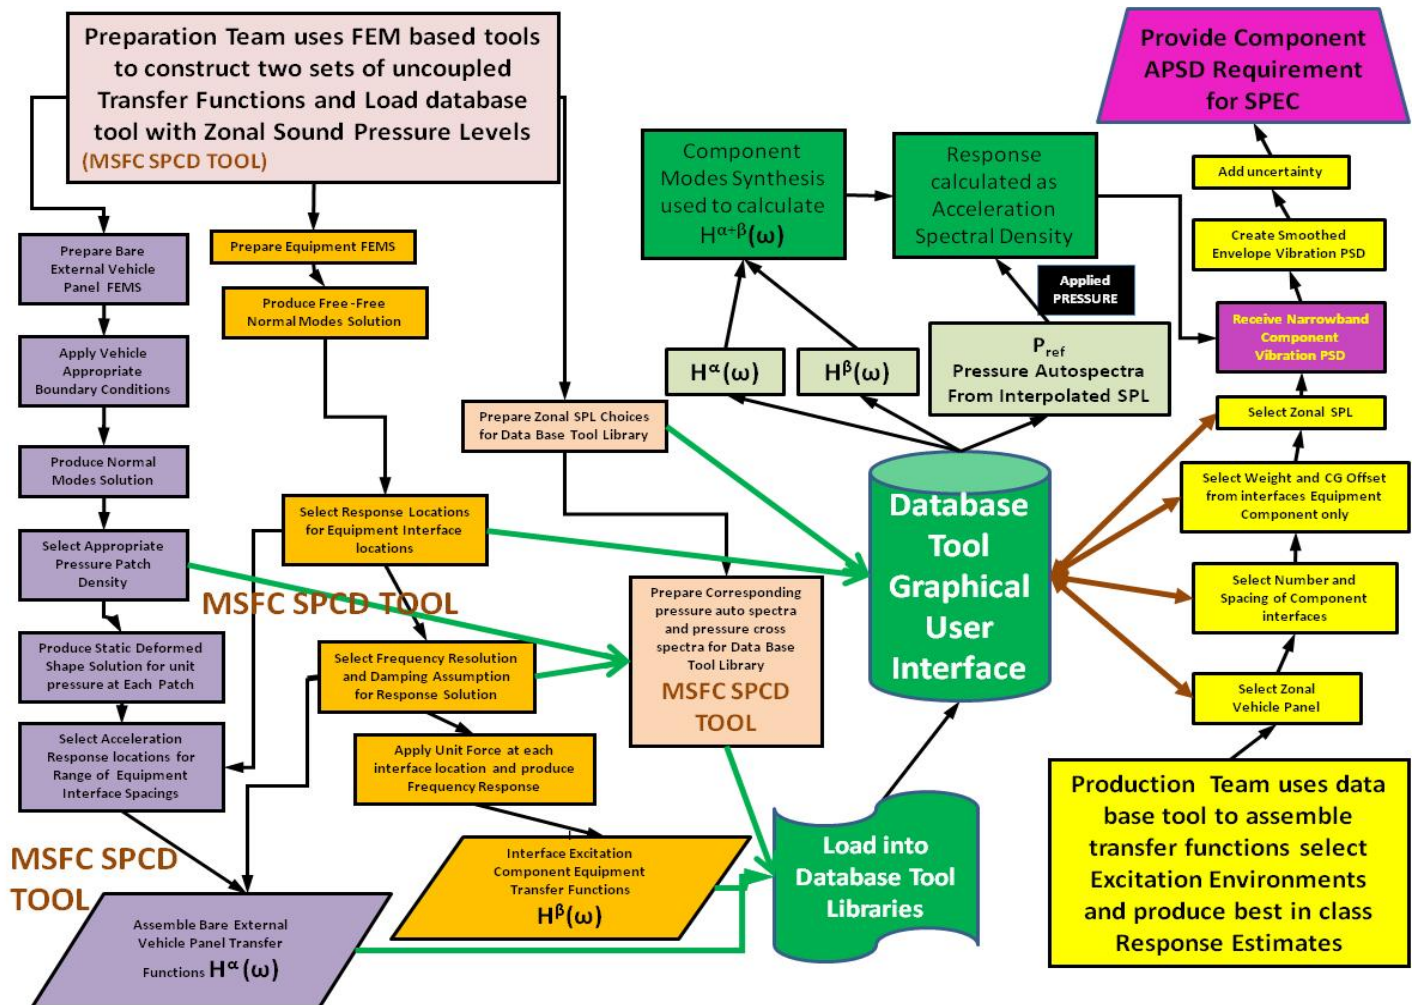 Preparation Team uses FEM based tools
to construct two sets of uncoupled
Transfer Functions and Load database
tool with Zonal Sound Pressure Levels
(MSFC SPCD TOOL)
Prepare Bare
External Vehicle
Panel FEMS
Apply Vehicle
Appropriate
Boundary Conditions
Produce Normal
Modes Solution
Select Appropriate
Pressure Patch
Density
Produce Static Deformed
Shape Solution for unit
pressure at Each Patch
Select Acceleration
Response locations for
Range of Equipment
Interface Spacings
MSFC SPCD
TOOL
Assemble Bare External
Vehicle Panel Transfer
Functions H^α(ω)
Prepare Equipment FEMS
Produce Free -Free
Normal Modes Solution
Select Response Locations
for Equipment Interface
locations
MSFC SPCD TOOL
Select Frequency Resolution
and Damping Assumption
for Response Solution
Apply Unit Force at each
interface location and produce
Frequency Response
Interface Excitation
Component Equipment
Transfer Functions
H^β(ω)
Prepare Zonal SPL Choices
for Data Base Tool Library
Prepare Corresponding
pressure auto spectra
and pressure cross
spectra for Data Base
Tool Library
MSFC SPCD
TOOL
Load into
Database Tool
Libraries
Database
Tool
Graphical
User
Interface
H^α(ω)
H^β(ω)
P_ref
Pressure Autospectra
From Interpolated SPL
Applied
PRESSURE
Component
Modes Synthesis
used to calculate
H^α+β(ω)
Response
calculated as
Acceleration
Spectral Density
Provide Component
APSD Requirement
for SPEC
Add uncertainty
Create Smoothed
Envelope Vibration PSD
Receive Narrowband
Component
Vibration PSD
Select Zonal SPL
Select Weight and CG Offset
from interfaces Equipment
Component only
Select Number and
Spacing of Component
interfaces
Select Zonal
Vehicle Panel
Production Team uses data
base tool to assemble
transfer functions select
Excitation Environments
and produce best in class
Response Estimates